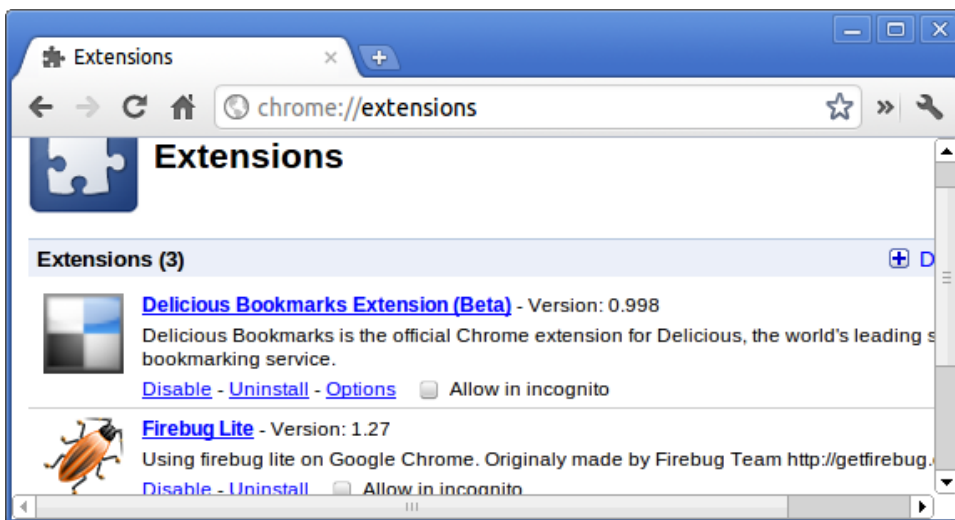 Extensions
chrome://extensions
Extensions
Extensions (3)
D
Delicious Bookmarks Extension (Beta) - Version: 0.998
Delicious Bookmarks is the official Chrome extension for Delicious, the world's leading s
bookmarking service.
Disable - Uninstall - Options Allow in incognito
Firebug Lite - Version: 1.27
Using firebug lite on Google Chrome. Originaly made by Firebug Team http://getfirebug.
Disable - Uninstall Allow in incognito